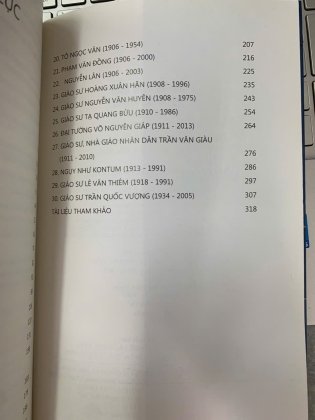 ỤC
20. TÔ NGỌC VÂN (1906 - 1954) 207
21. PHẠM VĂN ĐỒNG (1906 - 2000) 216
22. NGUYỄN LÂN (1906 - 2003) 225
23. GIÁO SƯ HOÀNG XUÂN HÃN (1908 - 1996) 235
24. GIÁO SƯ NGUYỄN VĂN HUYÊN (1908 - 1975) 243
25. GIÁO SƯ TẠ QUANG BỬU (1910 - 1986) 254
26. ĐẠI TƯỚNG VÕ NGUYÊN GIÁP (1911 - 2013) 264
27. GIÁO SƯ, NHÀ GIÁO NHÂN DÂN TRẦN VĂN GIÀU
(1911 - 2010) 276
28. NGUỴ NHƯ KONTUM (1913 - 1991) 286
29. GIÁO SƯ LÊ VĂN THIÊM (1918 - 1991) 297
30. GIÁO SƯ TRẦN QUỐC VƯỢNG (1934 - 2005) 307
TÀI LIỆU THAM KHẢO 318